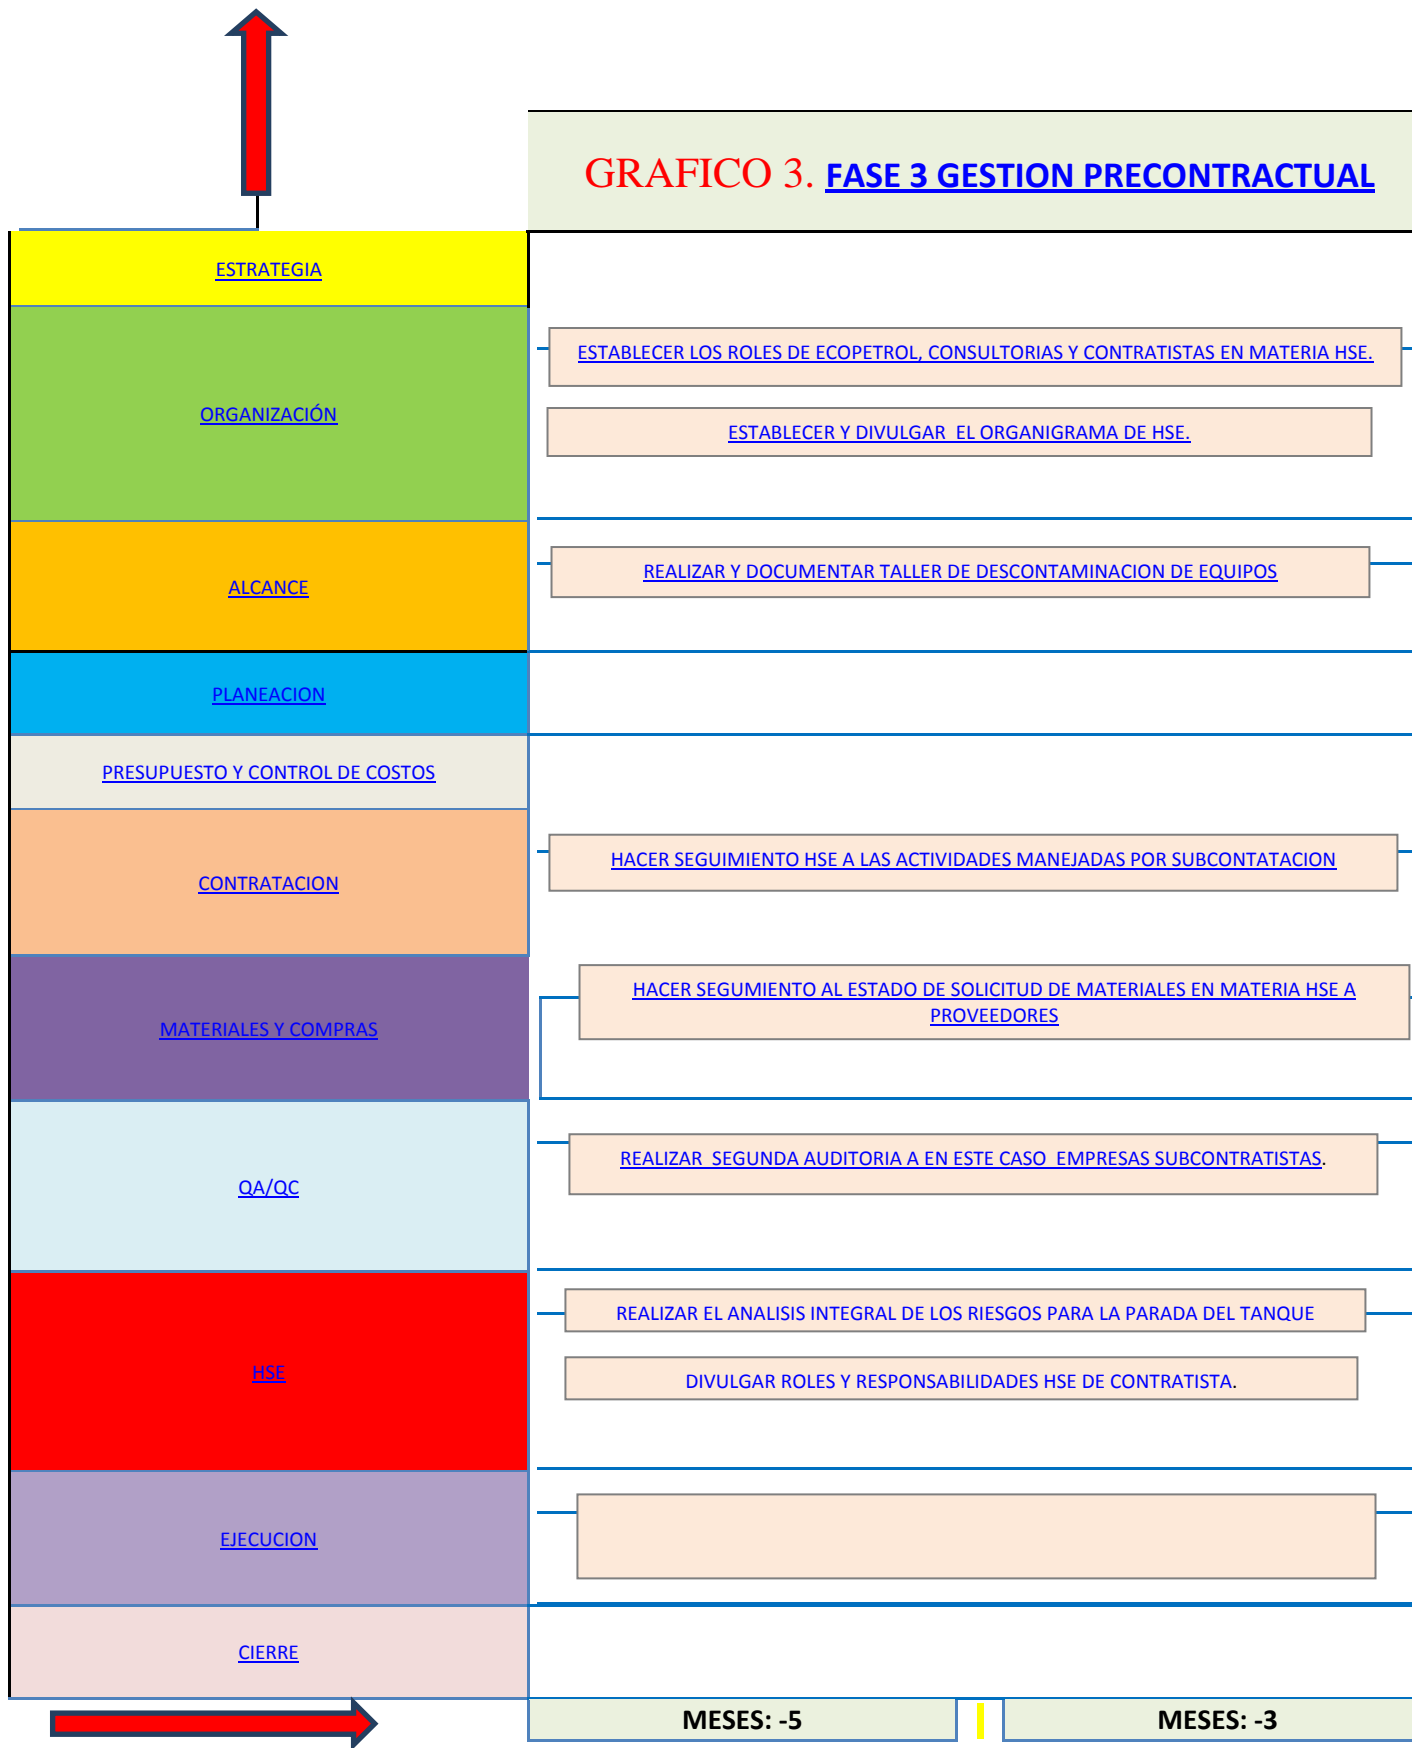 GRAFICO 3. FASE 3 GESTION PRECONTRACTUAL
ESTRATEGIA
ORGANIZACIÓN
ESTABLECER LOS ROLES DE ECOPETROL, CONSULTORIAS Y CONTRATISTAS EN MATERIA HSE.
ESTABLECER Y DIVULGAR EL ORGANIGRAMA DE HSE.
ALCANCE
REALIZAR Y DOCUMENTAR TALLER DE DESCONTAMINACION DE EQUIPOS
PLANEACION
PRESUPUESTO Y CONTROL DE COSTOS
CONTRATACION
HACER SEGUIMIENTO HSE A LAS ACTIVIDADES MANEJADAS POR SUBCONTATACION
MATERIALES Y COMPRAS
HACER SEGUMIENTO AL ESTADO DE SOLICITUD DE MATERIALES EN MATERIA HSE A
PROVEEDORES
QA/QC
REALIZAR SEGUNDA AUDITORIA A EN ESTE CASO EMPRESAS SUBCONTRATISTAS.
HSE
REALIZAR EL ANALISIS INTEGRAL DE LOS RIESGOS PARA LA PARADA DEL TANQUE
DIVULGAR ROLES Y RESPONSABILIDADES HSE DE CONTRATISTA.
EJECUCION
CIERRE
MESES: -5
MESES: -3